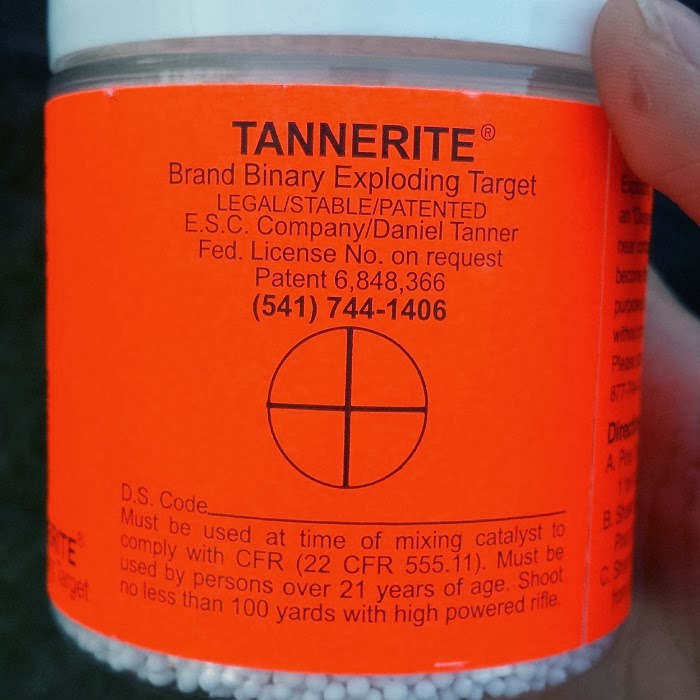 TANNERITE®
Brand Binary Exploding Target
LEGAL/STABLE/PATENTED
E.S.C. Company/Daniel Tanner
Fed. License No. on request
Patent 6,848,366
(541) 744-1406
D.S. Code
Must be used at time of mixing catalyst to
comply with CFR (22 CFR 555.11). Must be
used by persons over 21 years of age. Shoot
no less than 100 yards with high powered rifle.